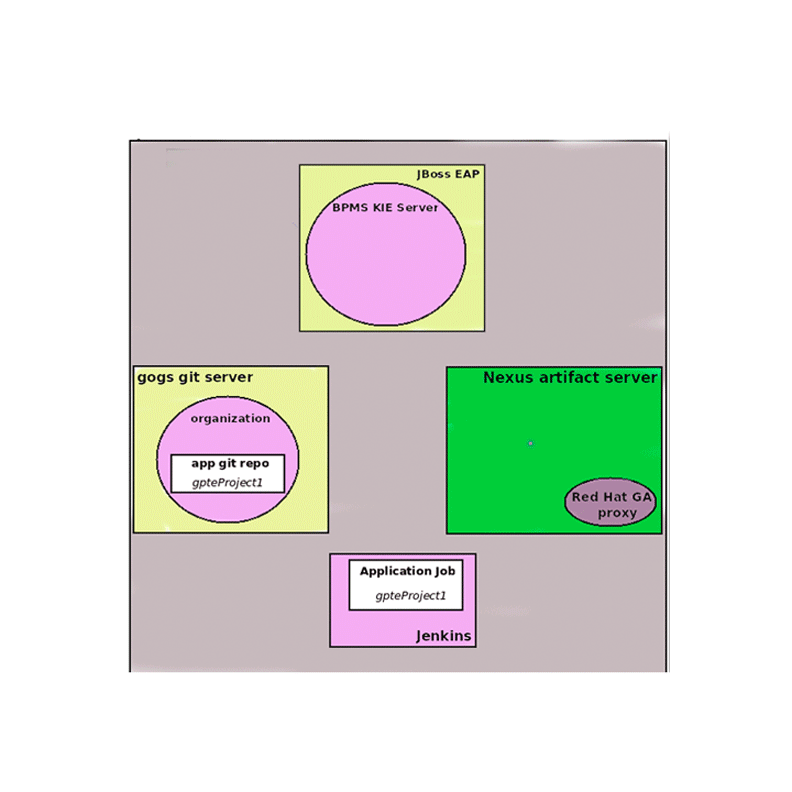 JBoss EAP
BPMS KIE Server
gogs git server
organization
app git repo
gpteProject1
Nexus artifact server
Red Hat GA
proxy
Application Job
gpteProject1
Jenkins